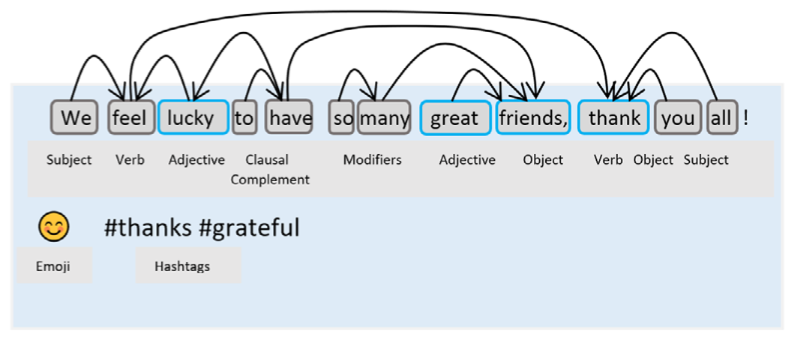 We feel lucky to have so many great friends, thank you all !
Subject Verb Adjective Clausal Modifiers Adjective Object Verb Object Subject
Complement
😊 #thanks #grateful
Emoji Hashtags